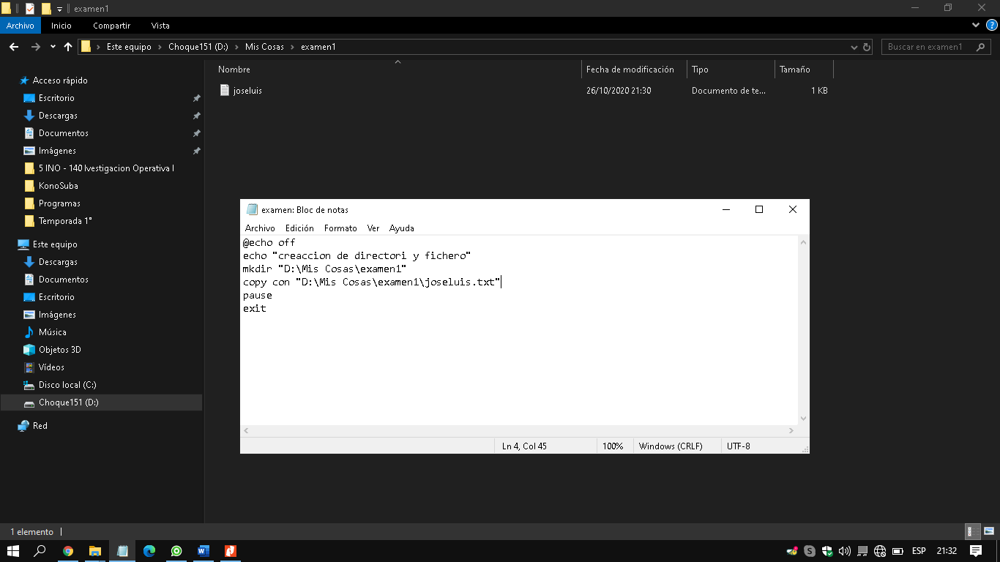 examen1
Archivo Inicio Compartir Vista
Este equipo Choque151 (D:) Mis Cosas examen1 Buscar en examen1
Nombre Fecha de modificación Tipo Tamaño
joseluis 26/10/2020 21:30 Documento de te... 1 KB
Acceso rápido
Escritorio
Descargas
Documentos
Imágenes
5 INO - 140 Ivestigacion Operativa I
KonoSuba
Programas
Temporada 1°
Este equipo
Descargas
Documentos
Escritorio
Imágenes
Música
Objetos 3D
Vídeos
Disco local (C:)
Choque151 (D:)
Red
examen: Bloc de notas
Archivo Edición Formato Ver Ayuda
@echo off
echo "creaccion de directori y fichero"
mkdir "D:\Mis Cosas\examen1"
copy con "D:\Mis Cosas\examen1\joseluis.txt"
pause
exit
Ln 4, Col 45 100% Windows (CRLF) UTF-8
1 elemento
ESP 21:32